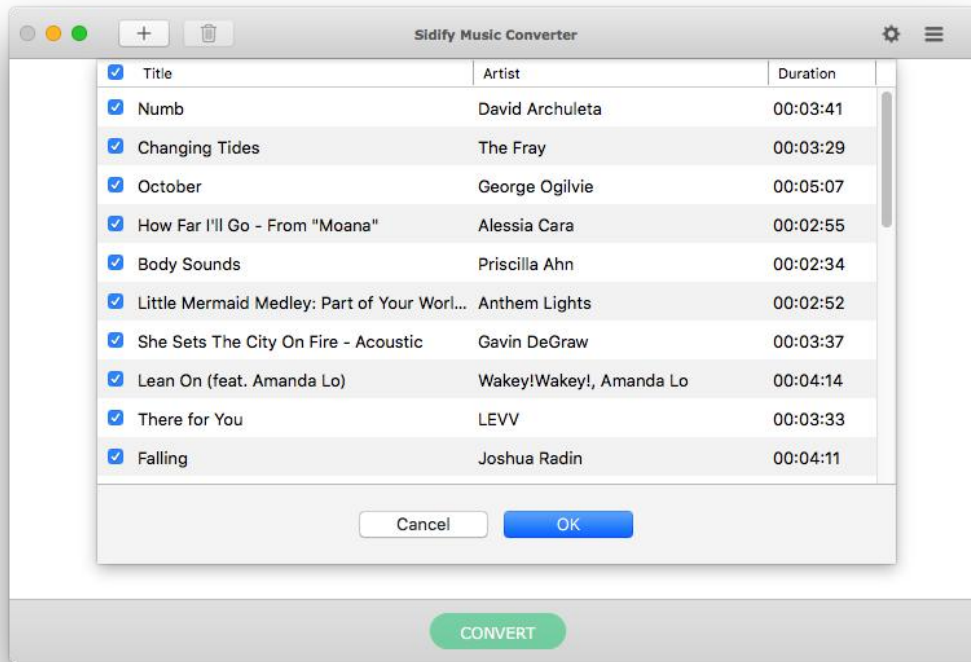 Sidify Music Converter
Title Artist Duration
Numb David Archuleta 00:03:41
Changing Tides The Fray 00:03:29
October George Ogilvie 00:05:07
How Far I'll Go - From "Moana" Alessia Cara 00:02:55
Body Sounds Priscilla Ahn 00:02:34
Little Mermaid Medley: Part of Your Worl... Anthem Lights 00:02:52
She Sets The City On Fire - Acoustic Gavin DeGraw 00:03:37
Lean On (feat. Amanda Lo) Wakey!Wakey!, Amanda Lo 00:04:14
There for You LEVV 00:03:33
Falling Joshua Radin 00:04:11
Cancel OK
CONVERT